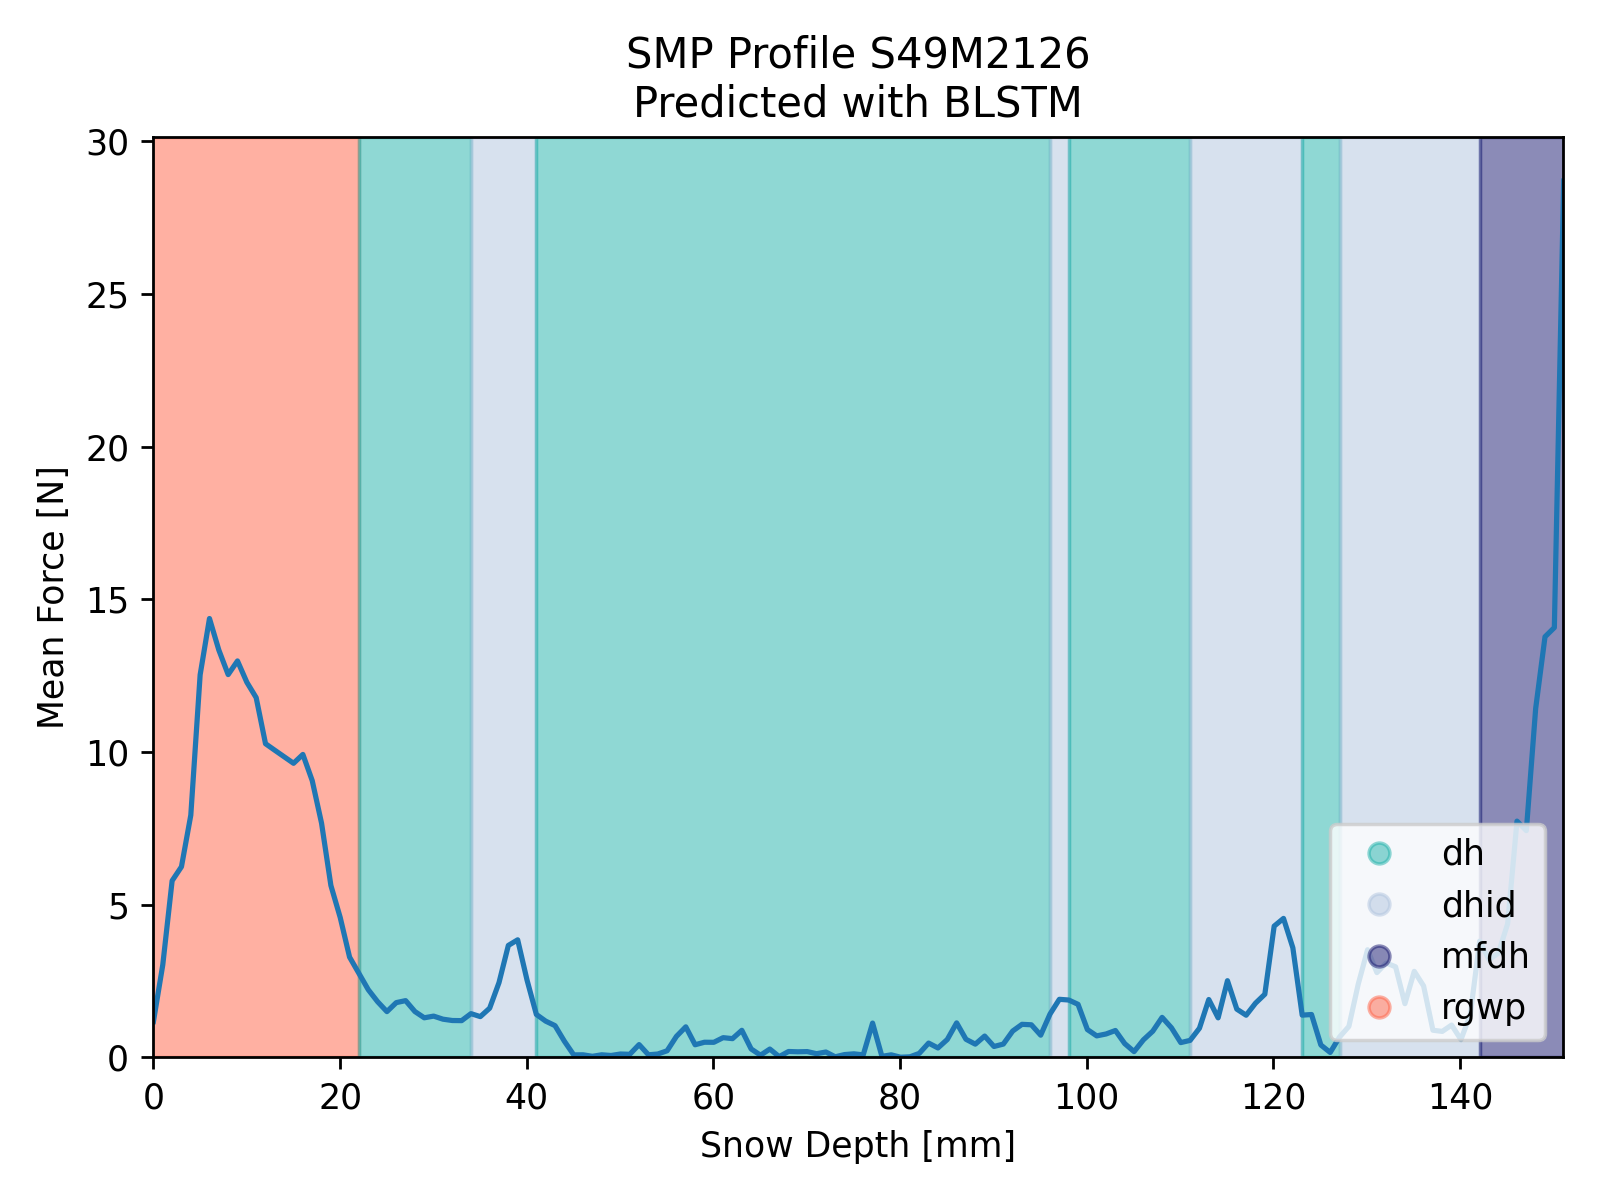 SMP Profile S49M2126
Predicted with BLSTM
30
25
20
15
10
5
0
Mean Force [N]
0 20 40 60 80 100 120 140
Snow Depth [mm]
dh
dhid
mfdh
rgwp